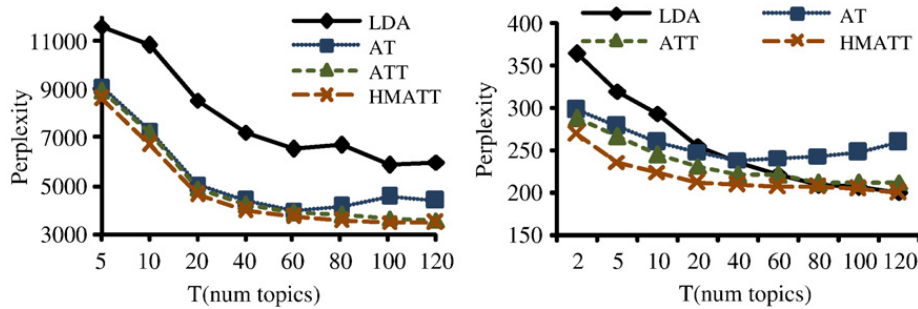 11000
9000
7000
5000
3000
Perplexity
LDA
AT
ATT
HMATT
5 10 20 40 60 80 100 120
T(num topics)
400
350
300
250
200
150
Perplexity
LDA AT
ATT HMATT
2 5 10 20 40 60 80 100 120
T(num topics)